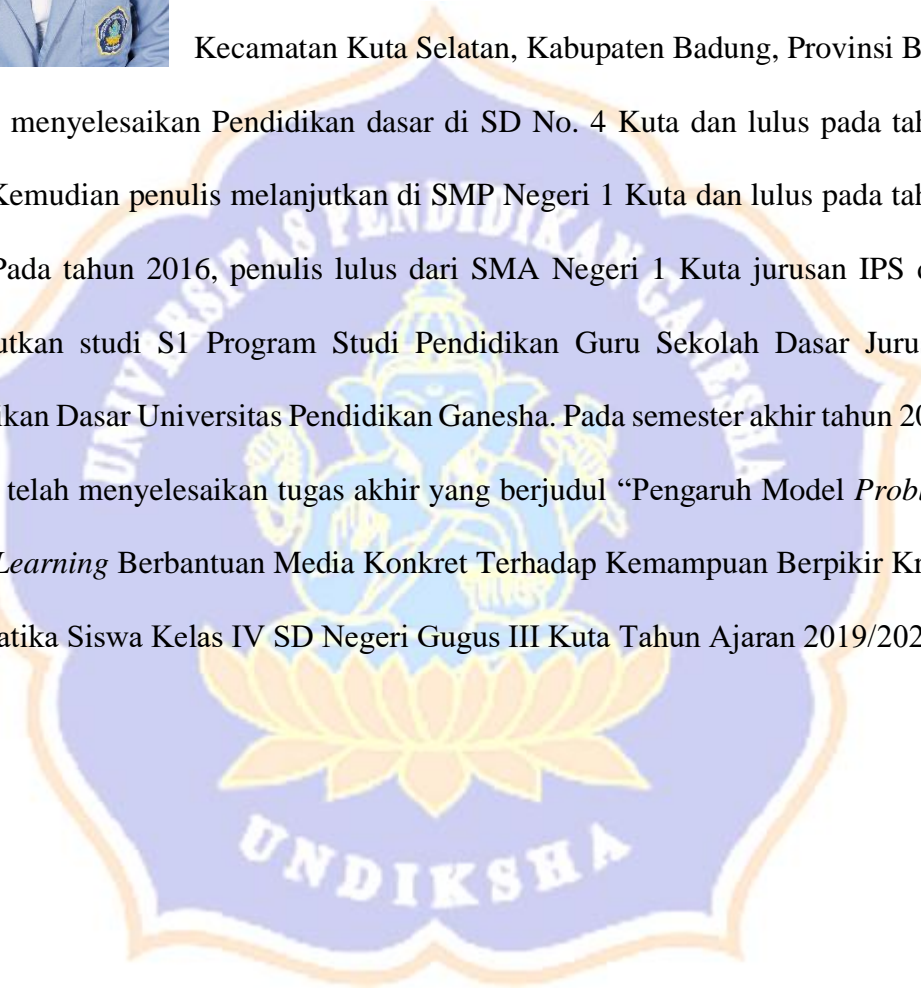 Kecamatan Kuta Selatan, Kabupaten Badung, Provinsi B
menyelesaikan Pendidikan dasar di SD No. 4 Kuta dan lulus pada tah
Kemudian penulis melanjutkan di SMP Negeri 1 Kuta dan lulus pada tah
Pada tahun 2016, penulis lulus dari SMA Negeri 1 Kuta jurusan IPS
utkan studi S1 Program Studi Pendidikan Guru Sekolah Dasar Juru
ikan Dasar Universitas Pendidikan Ganesha. Pada semester akhir tahun 20
telah menyelesaikan tugas akhir yang berjudul “Pengaruh Model Probl
Learning Berbantuan Media Konkret Terhadap Kemampuan Berpikir Kr
atika Siswa Kelas IV SD Negeri Gugus III Kuta Tahun Ajaran 2019/202
UNIVERSITAS PENDIDIKAN GANESHA
UNDIKSHA